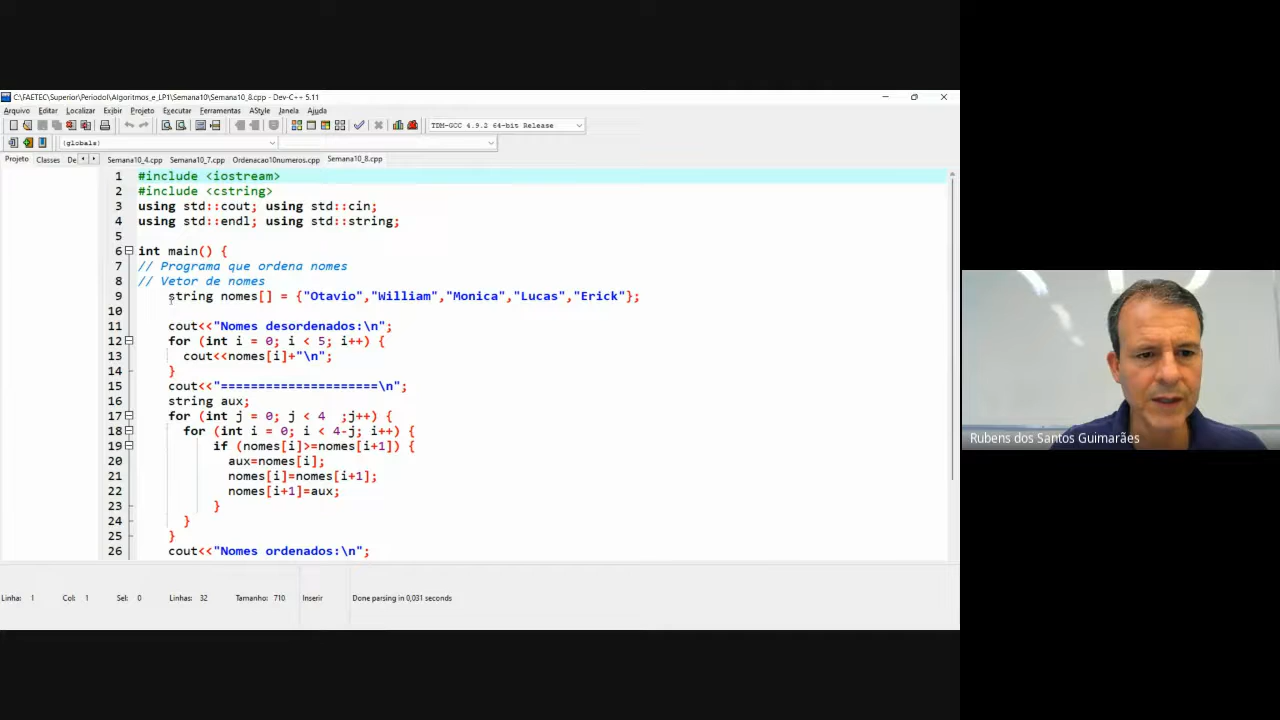 C:\FAETEC\Superior\PeriodoI\Algoritmos_e_LP1\Semana10\Semana10_8.cpp - Dev-C++ 5.11
Arquivo Editar Localizar Exibir Projeto Executar Ferramentas AStyle Janela Ajuda
TDM-GCC 4.9.2 64-bit Release
(globals)
Projeto Classes De Semana10_4.cpp Semana10_7.cpp Ordenacao10numeros.cpp Semana10_8.cpp
1 #include <iostream>
2 #include <cstring>
3 using std::cout; using std::cin;
4 using std::endl; using std::string;
5
6 int main() {
7 // Programa que ordena nomes
8 // Vetor de nomes
9 string nomes[] = {"Otavio","William","Monica","Lucas","Erick"};
10
11 cout<<"Nomes desordenados:\n";
12 for (int i = 0; i < 5; i++) {
13 cout<<nomes[i]+"\n";
14 }
15 cout<<"=====================\n";
16 string aux;
17 for (int j = 0; j < 4  ;j++) {
18 for (int i = 0; i < 4-j; i++) {
19 if (nomes[i]>=nomes[i+1]) {
20 aux=nomes[i];
21 nomes[i]=nomes[i+1];
22 nomes[i+1]=aux;
23 }
24 }
25 }
26 cout<<"Nomes ordenados:\n";
Linha: 1 Col: 1 Sel: 0 Linhas: 32 Tamanho: 710 Inserir Done parsing in 0,031 seconds
Rubens dos Santos Guimarães